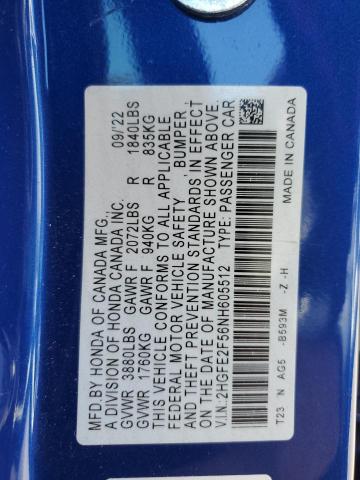 MFD.BY HONDA OF CANADA MFG., 09/'22
A DIVISION OF HONDA CANADA INC.
GVWR 3880LBS GAWR F 2072LBS R 1840LBS
GVWR 1760KG GAWR F 940KG R 835KG
THIS VEHICLE CONFORMS TO ALL APPLICABLE
FEDERAL MOTOR VEHICLE SAFETY , BUMPER ,
AND THEFT PREVENTION STANDARDS IN EFFECT
ON THE DATE OF MANUFACTURE SHOWN ABOVE.
V.I.N.:2HGFE2F56NH605512 TYPE: PASSENGER CAR
T23 'N AG5 -B593M -Z -H MADE IN CANADA